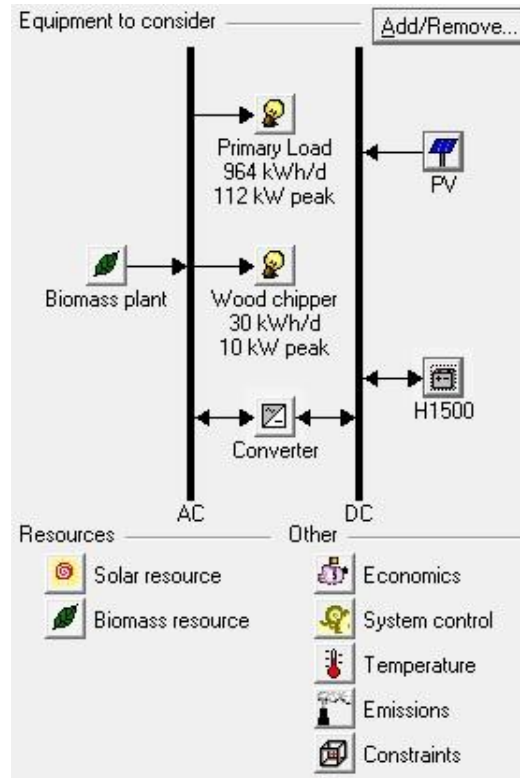 Equipment to consider
Add/Remove...
Primary Load
964 kWh/d
112 kW peak
PV
Biomass plant
Wood chipper
30 kWh/d
10 kW peak
H1500
Converter
AC
DC
Resources
Other
Solar resource
Economics
Biomass resource
System control
Temperature
Emissions
Constraints